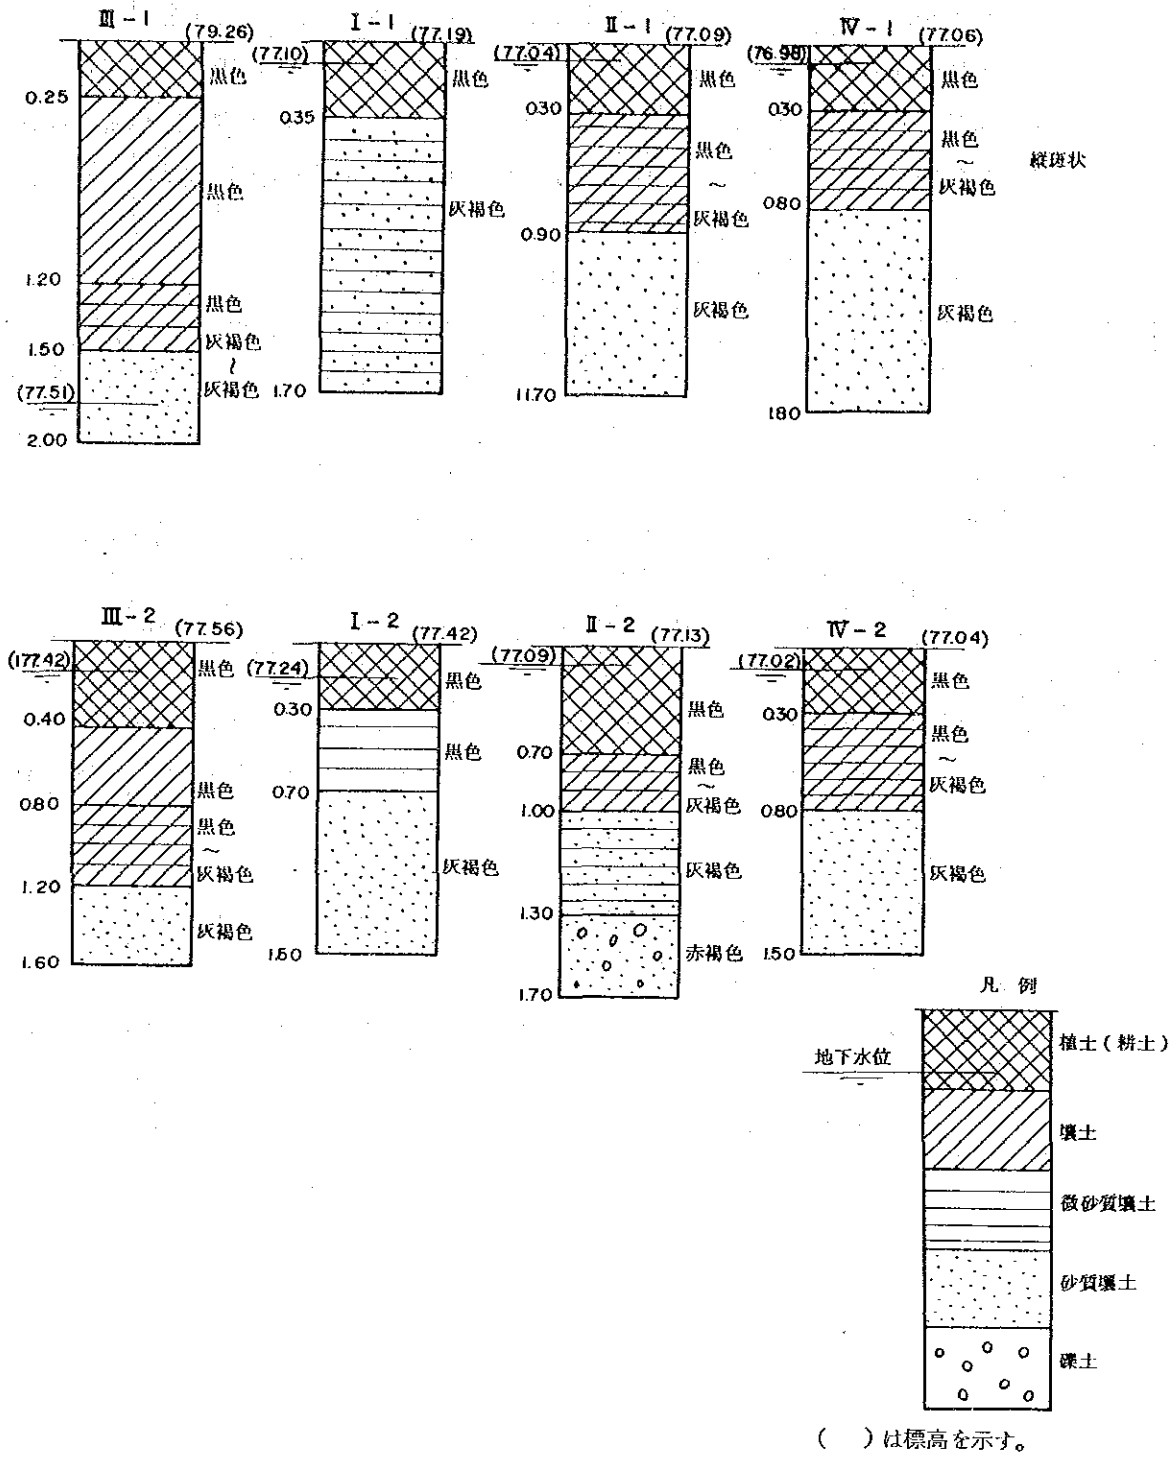 III-1
(79.26)
黒色
0.25
黒色
1.20
黒色
灰褐色
1.50
~
灰褐色
(77.51)
2.00
I-1
(77.19)
(77.10)
黒色
0.35
灰褐色
1.70
II-1
(77.09)
(77.04)
黒色
0.30
黒色
~
灰褐色
0.90
灰褐色
11.70
IV-1
(77.06)
(76.98)
黒色
0.30
黒色
~
灰褐色
0.80
灰褐色
1.80
縦斑状
III-2
(77.56)
(177.42)
黒色
0.40
黒色
0.80
黒色
~
灰褐色
1.20
灰褐色
1.60
I-2
(77.42)
(77.24)
黒色
0.30
黒色
0.70
灰褐色
1.50
II-2
(77.13)
(77.09)
黒色
0.70
黒色
~
灰褐色
1.00
灰褐色
1.30
赤褐色
1.70
IV-2
(77.04)
(77.02)
黒色
0.30
黒色
~
灰褐色
0.80
灰褐色
1.50
凡例
植土(耕土)
地下水位
壤土
微砂質壤土
砂質壤土
礫土
( )は標高を示す。